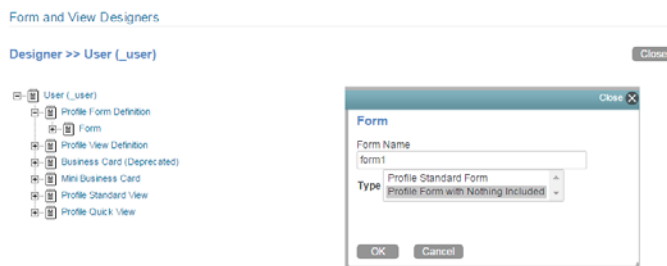 Form and View Designers
Designer >> User (_user)
Close
User (_user)
Profile Form Definition
Form
Profile View Definition
Business Card (Deprecated)
Mini Business Card
Profile Standard View
Profile Quick View
Close
Form
Form Name
form1
Type
Profile Standard Form
Profile Form with Nothing Included
OK
Cancel